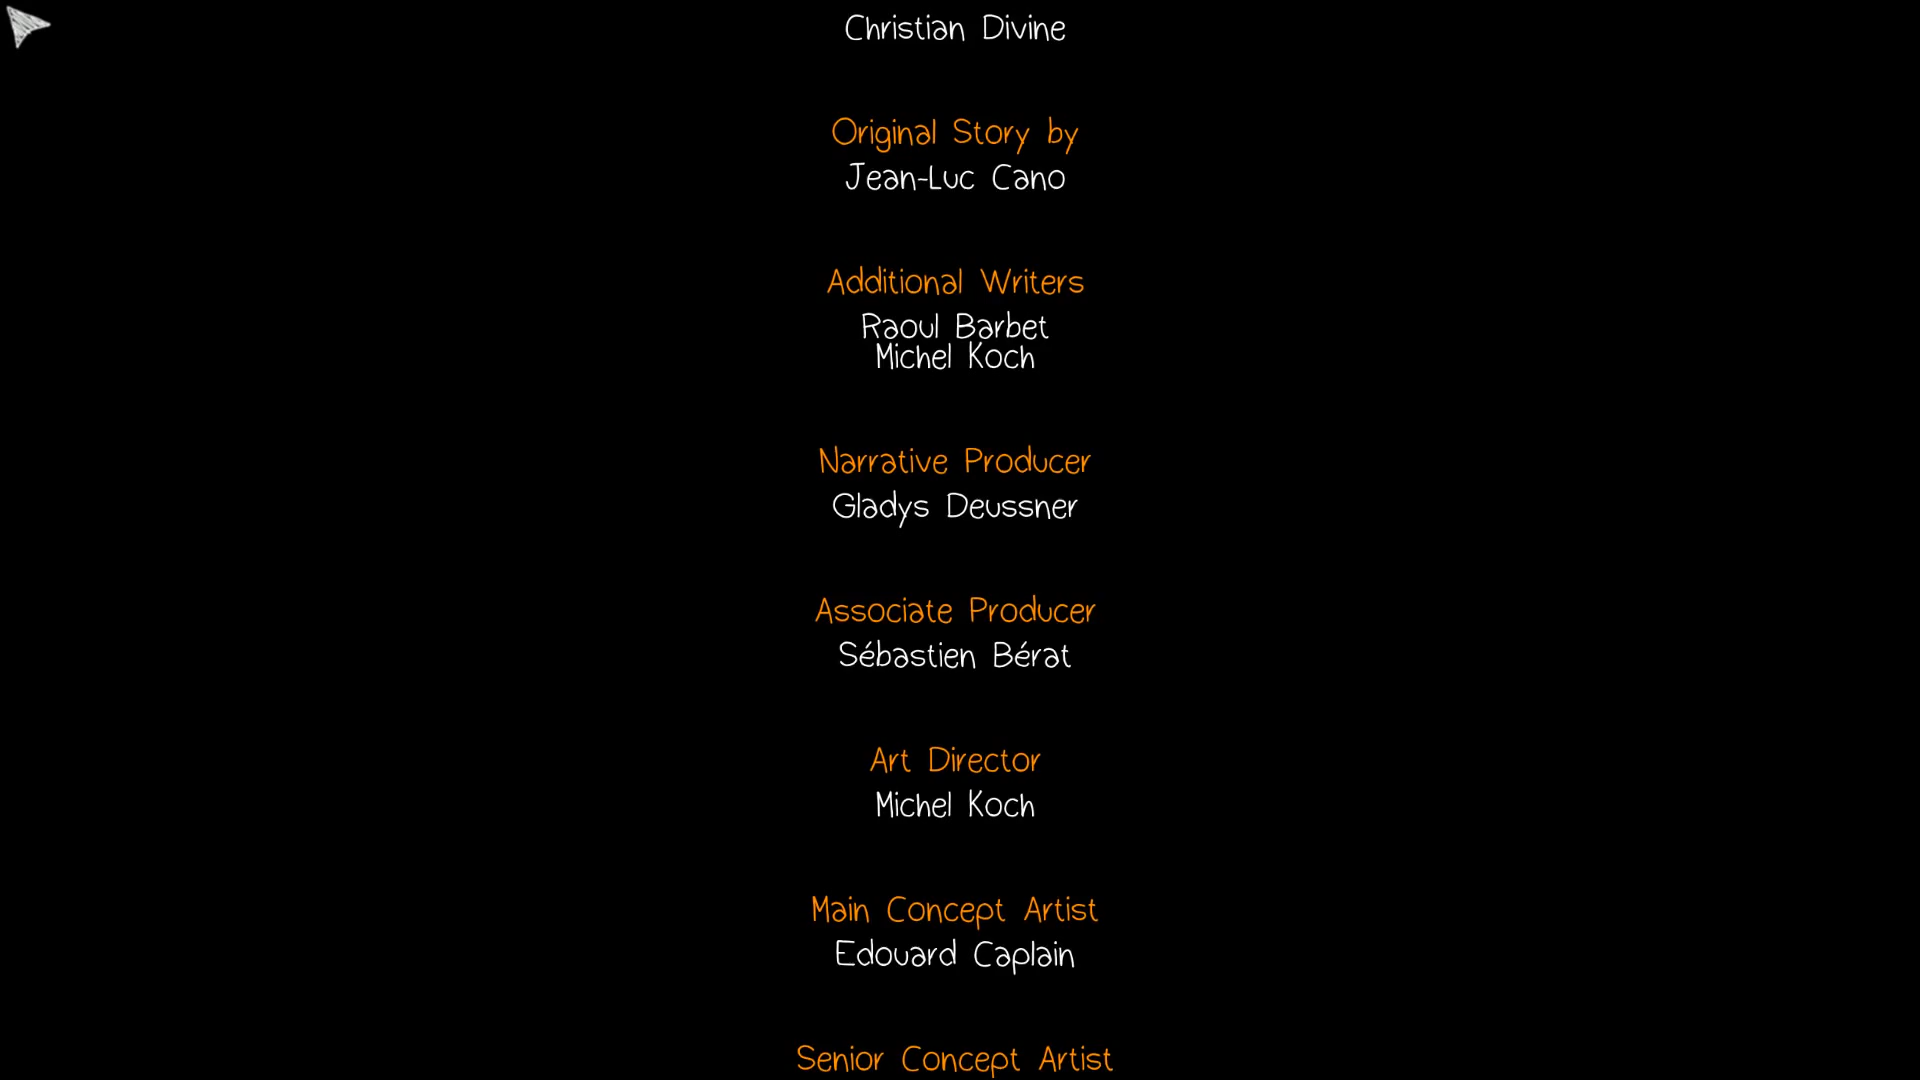 Christian Divine
Original Story by
Jean-Luc Cano
Additional Writers
Raoul Barbet
Michel Koch
Narrative Producer
Gladys Deussner
Associate Producer
Sébastien Bérat
Art Director
Michel Koch
Main Concept Artist
Edouard Caplain
Senior Concept Artist